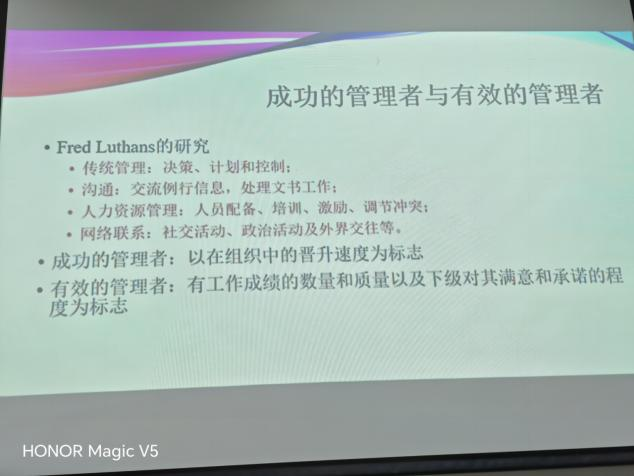 成功的管理者与有效的管理者
• Fred Luthans的研究
• 传统管理：决策、计划和控制；
• 沟通：交流例行信息，处理文书工作；
• 人力资源管理：人员配备、培训、激励、调节冲突；
• 网络联系：社交活动、政治活动及外界交往等。
• 成功的管理者：以在组织中的晋升速度为标志
• 有效的管理者：有工作成绩的数量和质量以及下级对其满意和承诺的程
度为标志
HONOR Magic V5